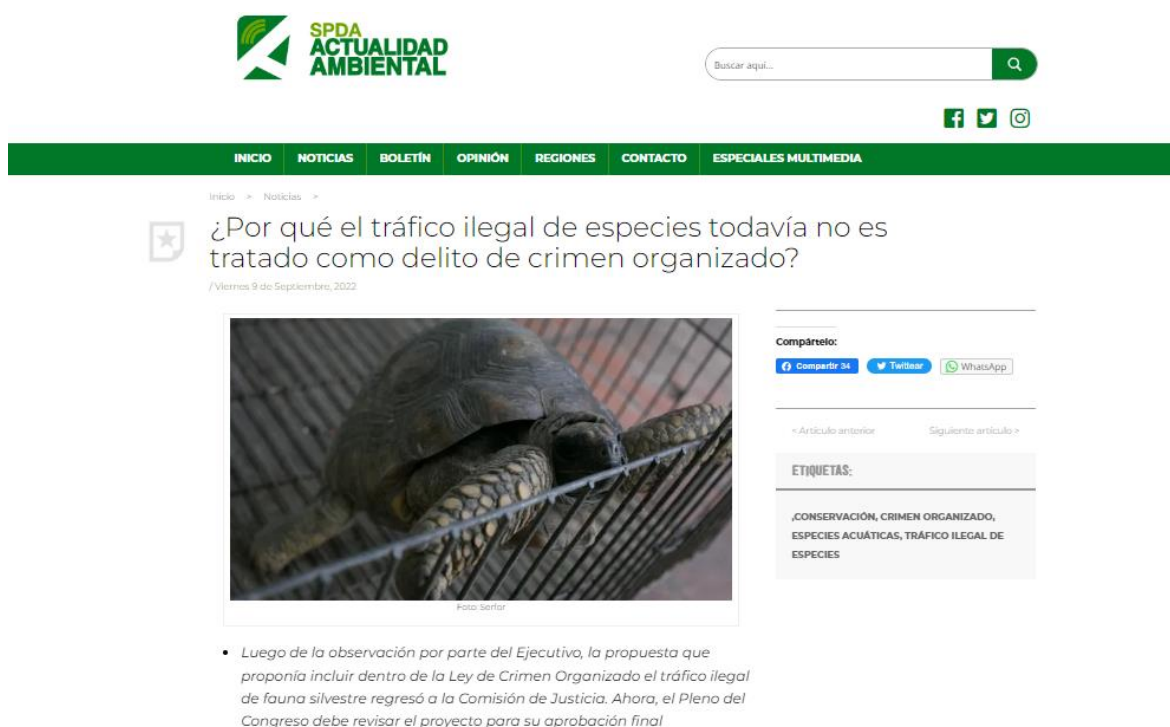 SPDA
ACTUALIDAD
AMBIENTAL
Buscar aquí...
INICIO NOTICIAS BOLETÍN OPINIÓN REGIONES CONTACTO ESPECIALES MULTIMEDIA
Inicio > Noticias >
¿Por qué el tráfico ilegal de especies todavía no es
tratado como delito de crimen organizado?
/ Viernes 9 de Septiembre, 2022
Compártelo:
Compartir 34 Twittear WhatsApp
< Artículo anterior Siguiente artículo >
ETIQUETAS:
,CONSERVACIÓN, CRIMEN ORGANIZADO,
ESPECIES ACUÁTICAS, TRÁFICO ILEGAL DE
ESPECIES
Foto: Serfor
• Luego de la observación por parte del Ejecutivo, la propuesta que
proponía incluir dentro de la Ley de Crimen Organizado el tráfico ilegal
de fauna silvestre regresó a la Comisión de Justicia. Ahora, el Pleno del
Congreso debe revisar el proyecto para su aprobación final